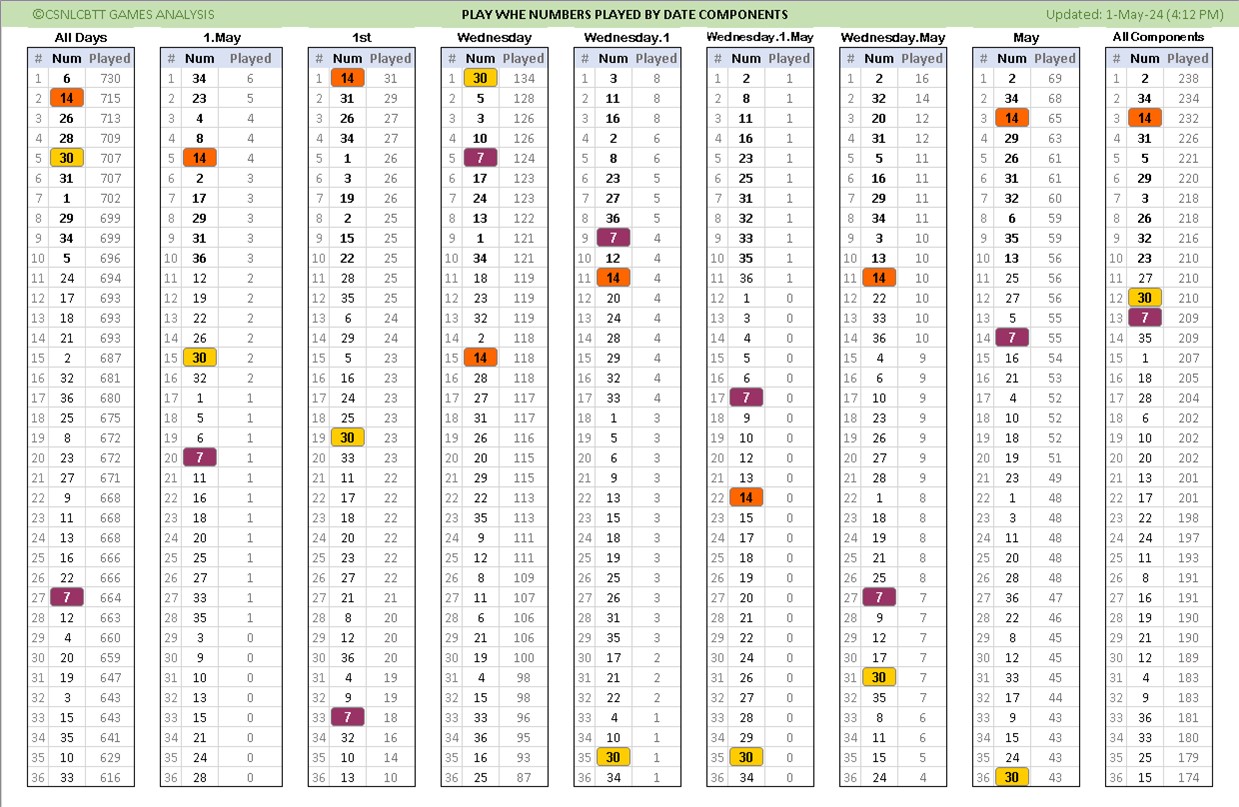 ©CSNLCBTT GAMES ANALYSIS PLAY WHE NUMBERS PLAYED BY DATE COMPONENTS Updated: 1-May-24 (4:12 PM)
All Days 1.May 1st Wednesday Wednesday.1 Wednesday.1.May Wednesday.May May All Components
# Num Played # Num Played # Num Played # Num Played # Num Played # Num Played # Num Played # Num Played # Num Played
1 6 730 1 34 6 1 14 31 1 30 134 1 3 8 1 2 1 1 2 16 1 2 69 1 2 238
2 14 715 2 23 5 2 31 29 2 5 128 2 11 8 2 8 1 2 32 14 2 34 68 2 34 234
3 26 713 3 4 4 3 26 27 3 3 126 3 16 8 3 11 1 3 20 12 3 14 65 3 14 232
4 28 709 4 8 4 4 34 27 4 10 126 4 2 6 4 16 1 4 31 12 4 29 63 4 31 226
5 30 707 5 14 4 5 1 26 5 7 124 5 8 6 5 23 1 5 5 11 5 26 61 5 5 221
6 31 707 6 2 3 6 3 26 6 17 123 6 23 5 6 25 1 6 16 11 6 31 61 6 29 220
7 1 702 7 17 3 7 19 26 7 24 123 7 27 5 7 31 1 7 29 11 7 32 60 7 3 218
8 29 699 8 29 3 8 2 25 8 13 122 8 36 5 8 32 1 8 34 11 8 6 59 8 26 218
9 34 699 9 31 3 9 15 25 9 1 121 9 7 4 9 33 1 9 3 10 9 35 59 9 32 216
10 5 696 10 36 3 10 22 25 10 34 121 10 12 4 10 35 1 10 13 10 10 13 56 10 23 210
11 24 694 11 12 2 11 28 25 11 18 119 11 14 4 11 36 1 11 14 10 11 25 56 11 27 210
12 17 693 12 19 2 12 35 25 12 23 119 12 20 4 12 1 0 12 22 10 12 27 56 12 30 210
13 18 693 13 22 2 13 6 24 13 32 119 13 24 4 13 3 0 13 33 10 13 5 55 13 7 209
14 21 693 14 26 2 14 29 24 14 2 118 14 28 4 14 4 0 14 36 10 14 7 55 14 35 209
15 2 687 15 30 2 15 5 23 15 14 118 15 29 4 15 5 0 15 4 9 15 16 54 15 1 207
16 32 681 16 32 2 16 16 23 16 28 118 16 32 4 16 6 0 16 6 9 16 21 53 16 18 205
17 36 680 17 1 1 17 24 23 17 27 117 17 33 4 17 7 0 17 10 9 17 4 52 17 28 204
18 25 675 18 5 1 18 25 23 18 31 117 18 1 3 18 9 0 18 23 9 18 10 52 18 6 202
19 8 672 19 6 1 19 30 23 19 26 116 19 5 3 19 10 0 19 26 9 19 18 52 19 10 202
20 23 672 20 7 1 20 33 23 20 20 115 20 6 3 20 12 0 20 27 9 20 19 51 20 20 202
21 27 671 21 11 1 21 11 22 21 29 115 21 9 3 21 13 0 21 28 9 21 23 49 21 13 201
22 9 668 22 16 1 22 17 22 22 22 113 22 13 3 22 14 0 22 1 8 22 1 48 22 17 201
23 11 668 23 18 1 23 18 22 23 35 113 23 15 3 23 15 0 23 18 8 23 3 48 23 22 198
24 13 668 24 20 1 24 20 22 24 9 111 24 18 3 24 17 0 24 19 8 24 11 48 24 24 197
25 16 666 25 25 1 25 23 22 25 12 111 25 19 3 25 18 0 25 21 8 25 20 48 25 11 193
26 22 666 26 27 1 26 27 22 26 8 109 26 25 3 26 19 0 26 25 8 26 28 48 26 8 191
27 7 664 27 33 1 27 21 21 27 11 107 27 26 3 27 20 0 27 7 7 27 36 47 27 16 191
28 12 663 28 35 1 28 8 20 28 6 106 28 31 3 28 21 0 28 9 7 28 22 46 28 19 190
29 4 660 29 3 0 29 12 20 29 21 106 29 35 3 29 22 0 29 12 7 29 8 45 29 21 190
30 20 659 30 9 0 30 36 20 30 19 100 30 17 2 30 24 0 30 17 7 30 12 45 30 12 189
31 19 647 31 10 0 31 4 19 31 4 98 31 21 2 31 26 0 31 30 7 31 33 45 31 4 183
32 3 643 32 13 0 32 9 19 32 15 98 32 22 2 32 27 0 32 35 7 32 17 44 32 9 183
33 15 643 33 15 0 33 7 18 33 33 96 33 4 1 33 28 0 33 8 6 33 9 43 33 36 181
34 35 641 34 21 0 34 32 16 34 36 95 34 10 1 34 29 0 34 11 6 34 15 43 34 33 180
35 10 629 35 24 0 35 10 14 35 16 93 35 30 1 35 30 0 35 15 5 35 24 43 35 25 179
36 33 616 36 28 0 36 13 10 36 25 87 36 34 1 36 34 0 36 24 4 36 30 43 36 15 174